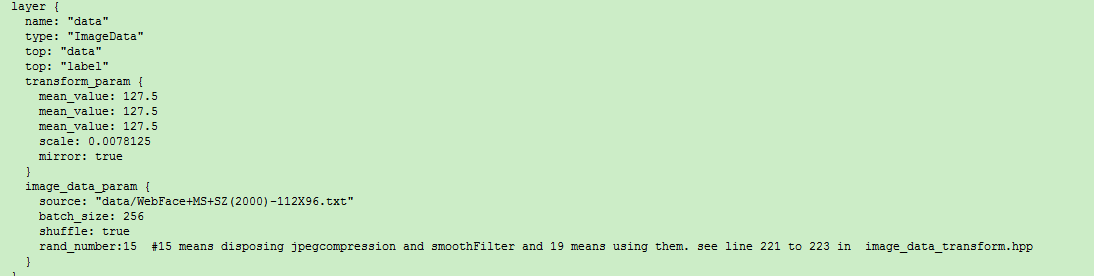 layer {
  name: "data"
  type: "ImageData"
  top: "data"
  top: "label"
  transform_param {
    mean_value: 127.5
    mean_value: 127.5
    mean_value: 127.5
    scale: 0.0078125
    mirror: true
  }
  image_data_param {
    source: "data/WebFace+MS+SZ(2000)-112X96.txt"
    batch_size: 256
    shuffle: true
    rand_number:15  #15 means disposing jpegcompression and smoothFilter and 19 means using them. see line 221 to 223 in  image_data_transform.hpp
  }
}